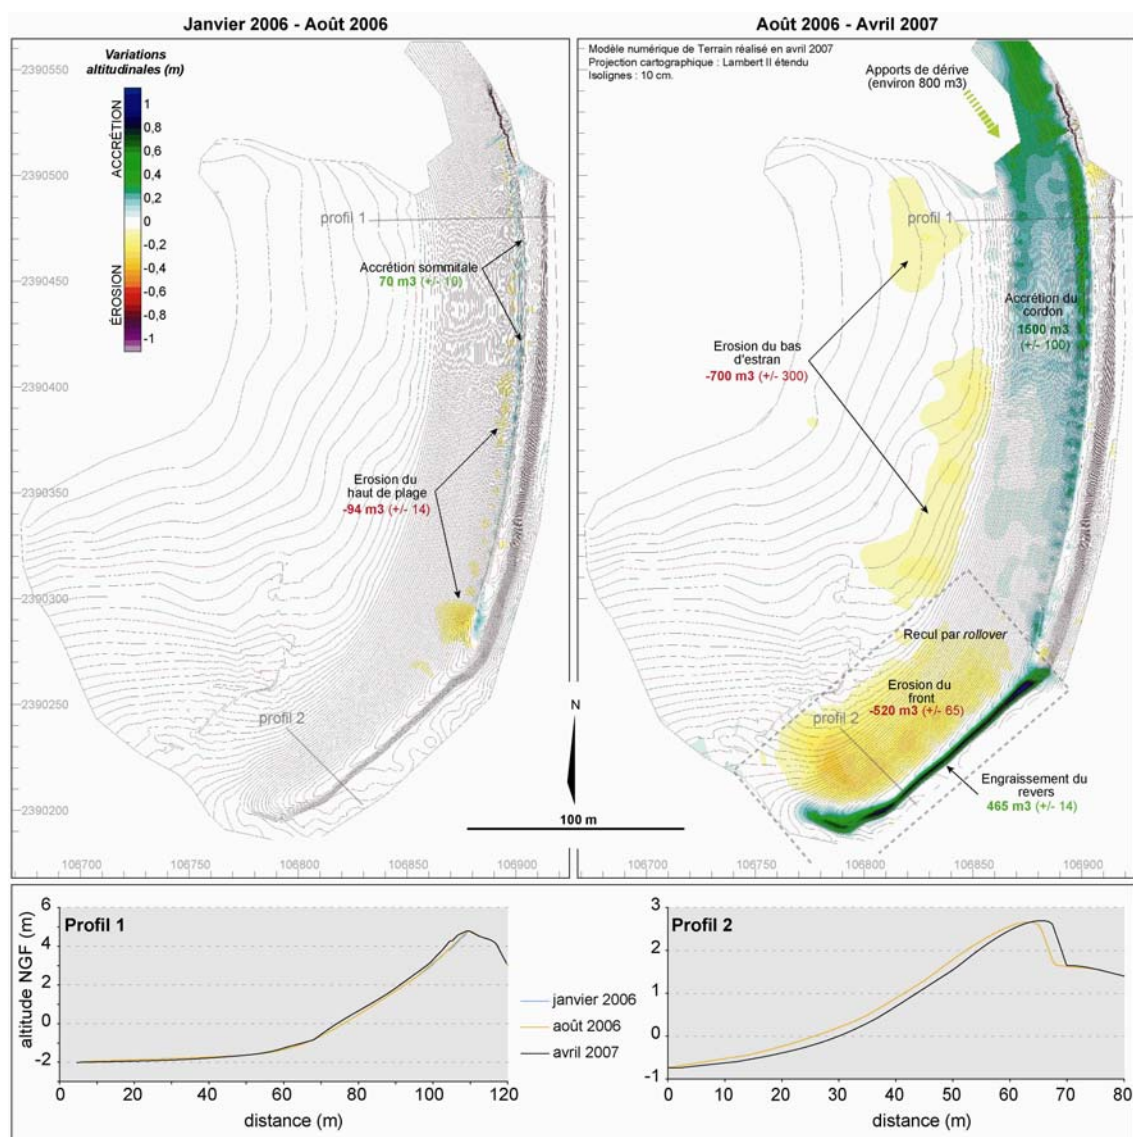 Janvier 2006 - Août 2006
Variations
altitudinales (m)
ACCRÉTION
ÉROSION
1
0,8
0,6
0,4
0,2
0
-0,2
-0,4
-0,6
-0,8
-1
2390550
2390500
2390450
2390400
2390350
2390300
2390250
2390200
profil 1
Accrétion sommitale
70 m3 (+/- 10)
Erosion du
haut de plage
-94 m3 (+/- 14)
profil 2
106700
106750
106800
106850
106900
N
100 m
Août 2006 - Avril 2007
Modèle numérique de Terrain réalisé en avril 2007
Projection cartographique : Lambert II étendu
Isolignes : 10 cm.
Apports de dérive
(environ 800 m3)
profil 1
Accrétion du
cordon
1500 m3
(+/- 100)
Erosion du bas
d'estran
-700 m3 (+/- 300)
Recul par rollover
Erosion du
front
-520 m3 (+/- 65)
profil 2
Engraissement du
revers
465 m3 (+/- 14)
106700
106750
106800
106850
106900
Profil 1
altitude NGF (m)
6
4
2
0
-2
0 20 40 60 80 100 120
distance (m)
janvier 2006
août 2006
avril 2007
Profil 2
3
2
1
0
-1
0 10 20 30 40 50 60 70 80
distance (m)